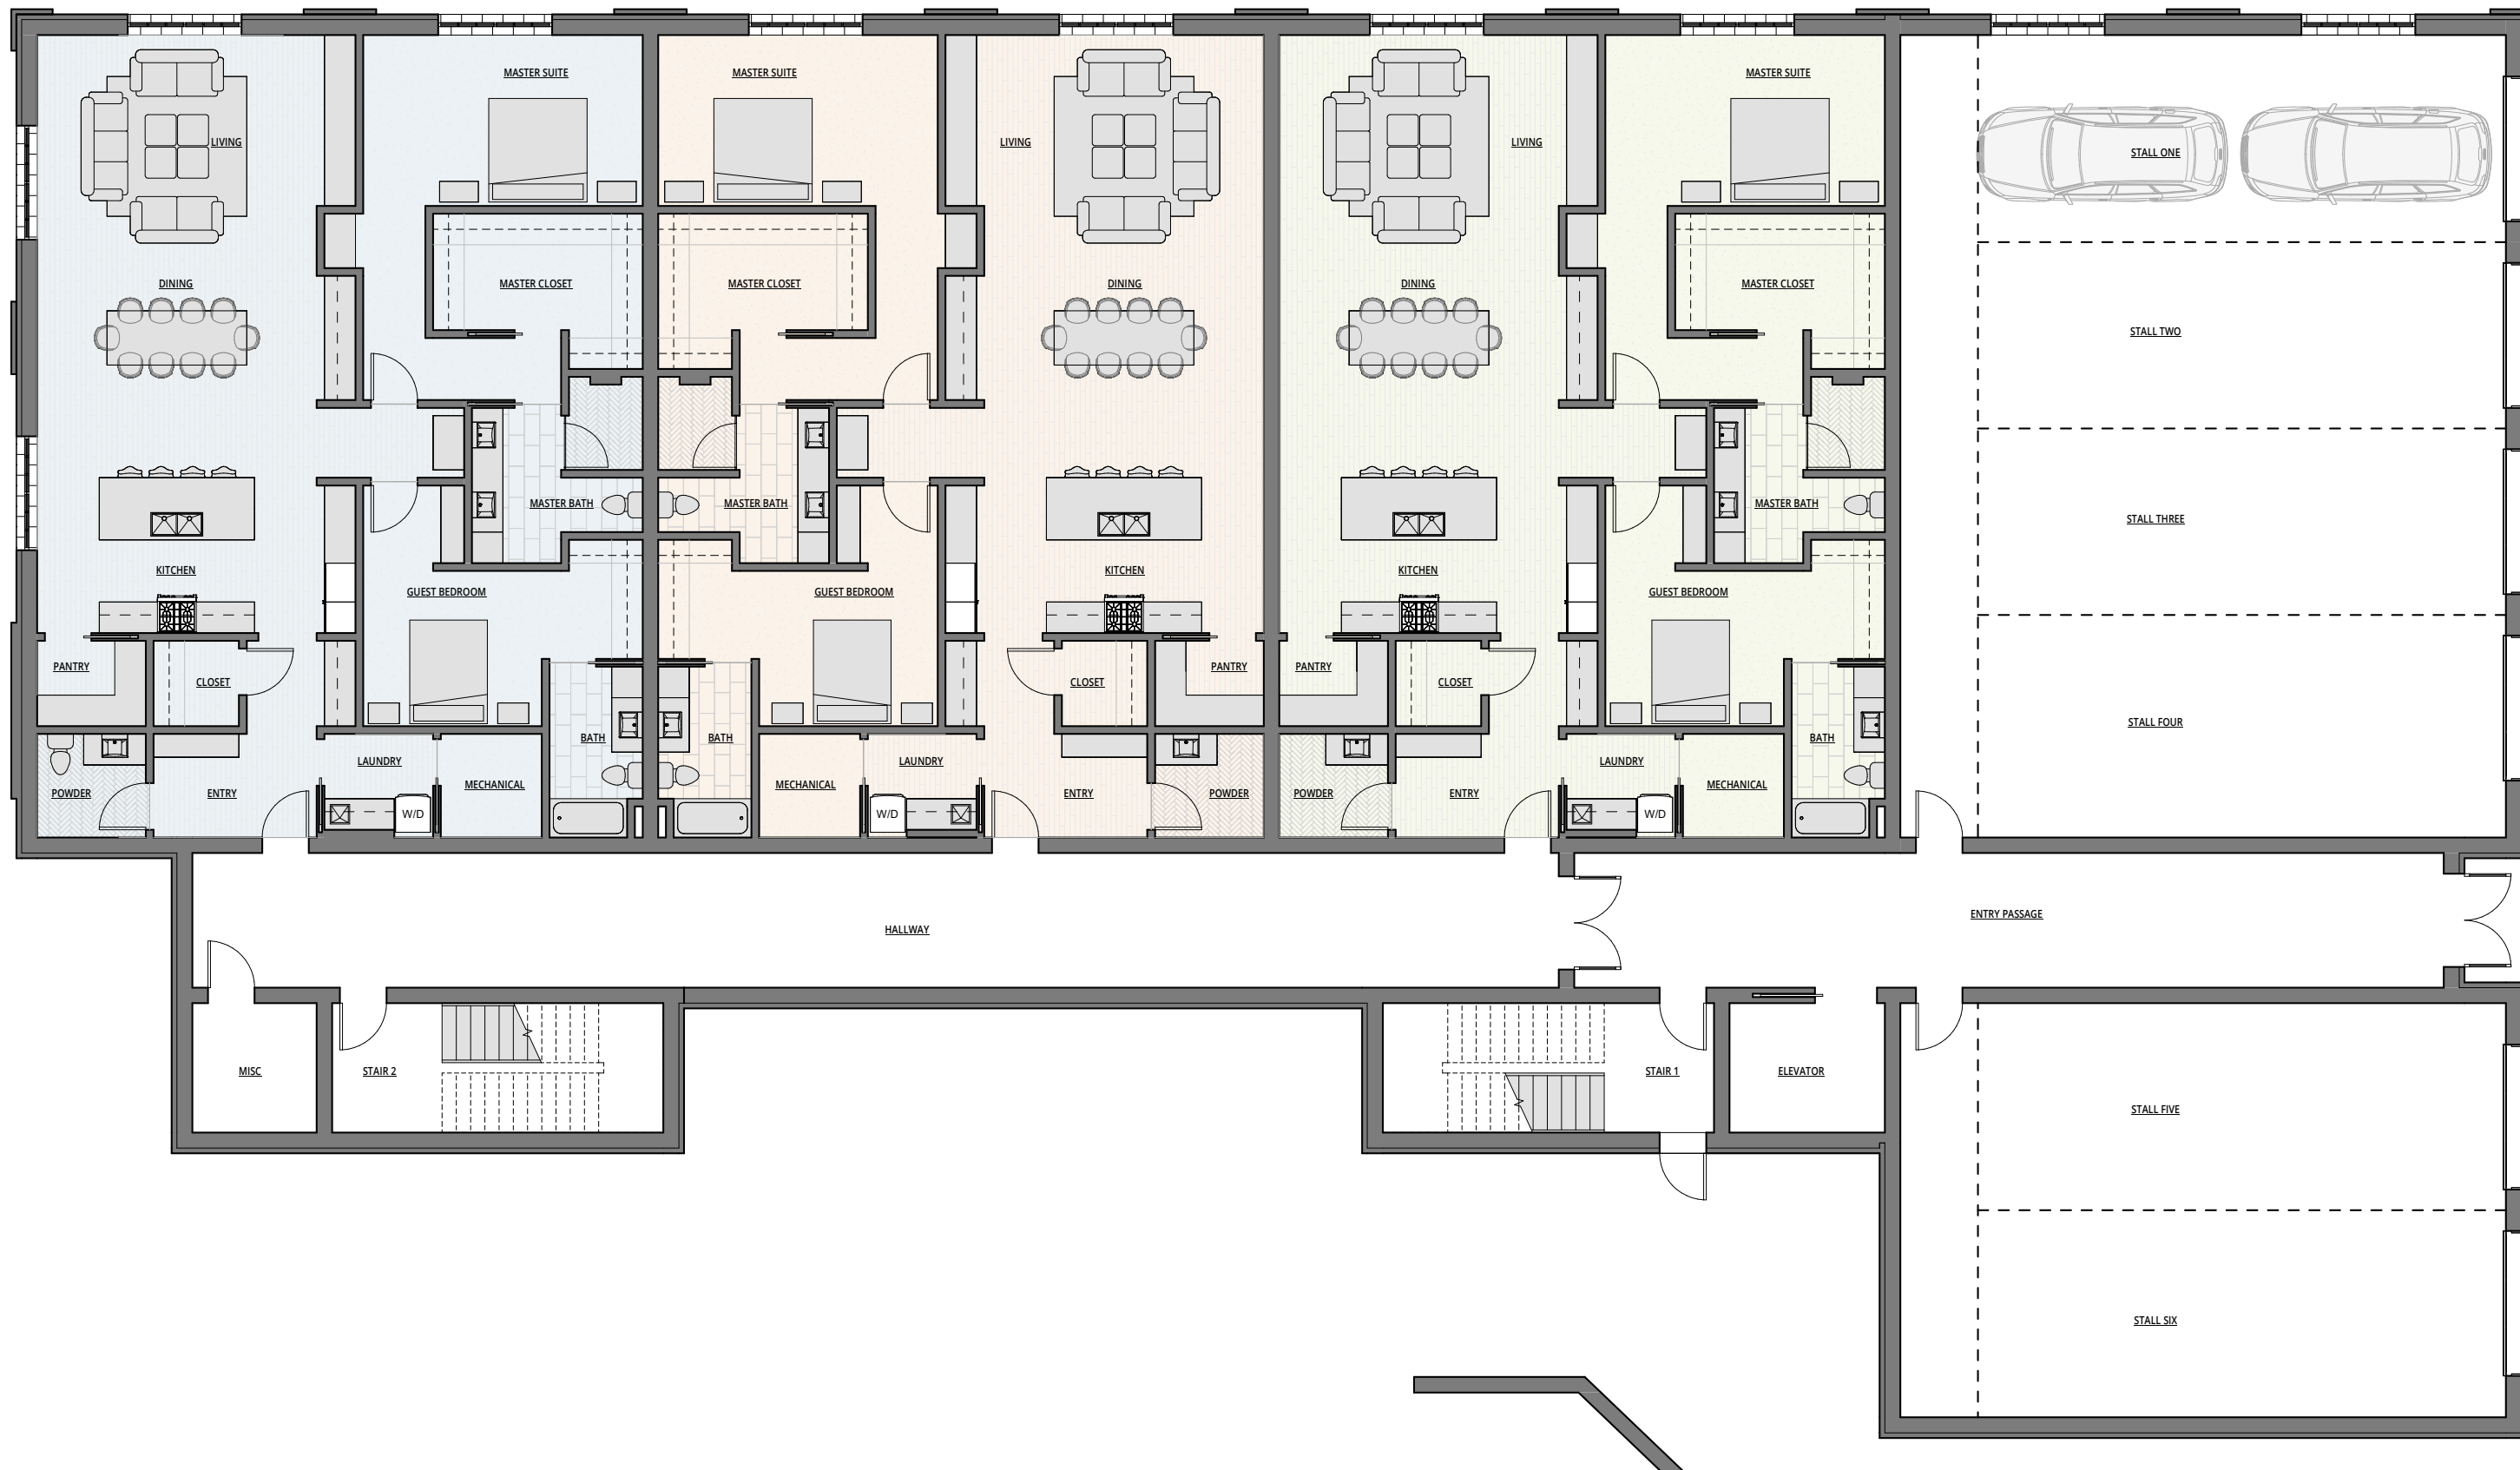 MASTER SUITE
MASTER SUITE
MASTER SUITE
LIVING
LIVING
LIVING
STALL ONE
DINING
MASTER CLOSET
MASTER CLOSET
DINING
DINING
MASTER CLOSET
STALL TWO
MASTER BATH
MASTER BATH
MASTER BATH
STALL THREE
KITCHEN
KITCHEN
KITCHEN
GUEST BEDROOM
GUEST BEDROOM
GUEST BEDROOM
PANTRY
CLOSET
CLOSET
PANTRY
PANTRY
CLOSET
STALL FOUR
BATH
BATH
BATH
LAUNDRY
LAUNDRY
LAUNDRY
MECHANICAL
MECHANICAL
MECHANICAL
POWDER
ENTRY
ENTRY
POWDER
POWDER
ENTRY
W/D
W/D
W/D
HALLWAY
ENTRY PASSAGE
MISC
STAIR 2
STAIR 1
ELEVATOR
STALL FIVE
STALL SIX